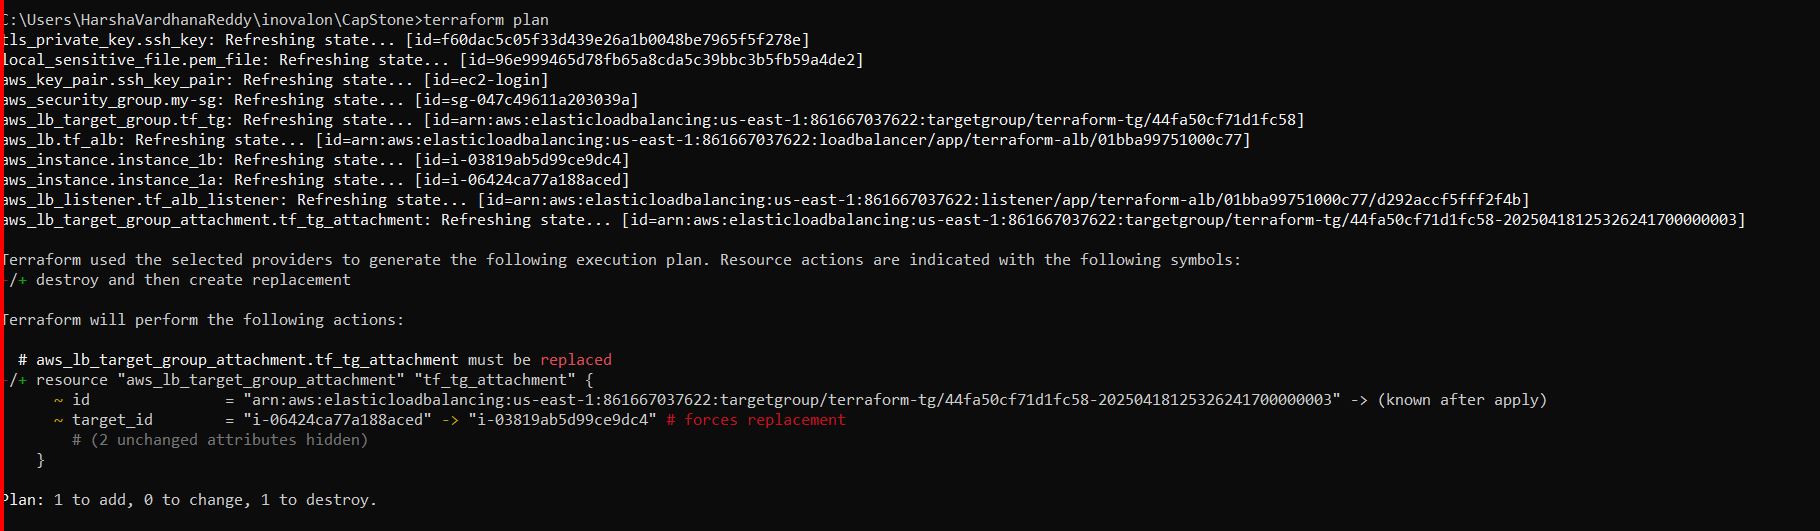 C:\Users\HarshaVardhanaReddy\inovalon\CapStone>terraform plan
tls_private_key.ssh_key: Refreshing state... [id=f60dac5c05f33d439e26a1b0048be7965f5f278e]
local_sensitive_file.pem_file: Refreshing state... [id=96e999465d78fb65a8cda5c39bbc3b5fb59a4de2]
aws_key_pair.ssh_key_pair: Refreshing state... [id=ec2-login]
aws_security_group.my-sg: Refreshing state... [id=sg-047c49611a203039a]
aws_lb_target_group.tf_tg: Refreshing state... [id=arn:aws:elasticloadbalancing:us-east-1:861667037622:targetgroup/terraform-tg/44fa50cf71d1fc58]
aws_lb.tf_alb: Refreshing state... [id=arn:aws:elasticloadbalancing:us-east-1:861667037622:loadbalancer/app/terraform-alb/01bba99751000c77]
aws_instance.instance_1b: Refreshing state... [id=i-03819ab5d99ce9dc4]
aws_instance.instance_1a: Refreshing state... [id=i-06424ca77a188aced]
aws_lb_listener.tf_alb_listener: Refreshing state... [id=arn:aws:elasticloadbalancing:us-east-1:861667037622:listener/app/terraform-alb/01bba99751000c77/d292accf5fff2f4b]
aws_lb_target_group_attachment.tf_tg_attachment: Refreshing state... [id=arn:aws:elasticloadbalancing:us-east-1:861667037622:targetgroup/terraform-tg/44fa50cf71d1fc58-20250418125326241700000003]
Terraform used the selected providers to generate the following execution plan. Resource actions are indicated with the following symbols:
-/+ destroy and then create replacement
Terraform will perform the following actions:
# aws_lb_target_group_attachment.tf_tg_attachment must be replaced
-/+ resource "aws_lb_target_group_attachment" "tf_tg_attachment" {
~ id = "arn:aws:elasticloadbalancing:us-east-1:861667037622:targetgroup/terraform-tg/44fa50cf71d1fc58-20250418125326241700000003" -> (known after apply)
~ target_id = "i-06424ca77a188aced" -> "i-03819ab5d99ce9dc4" # forces replacement
# (2 unchanged attributes hidden)
}
Plan: 1 to add, 0 to change, 1 to destroy.